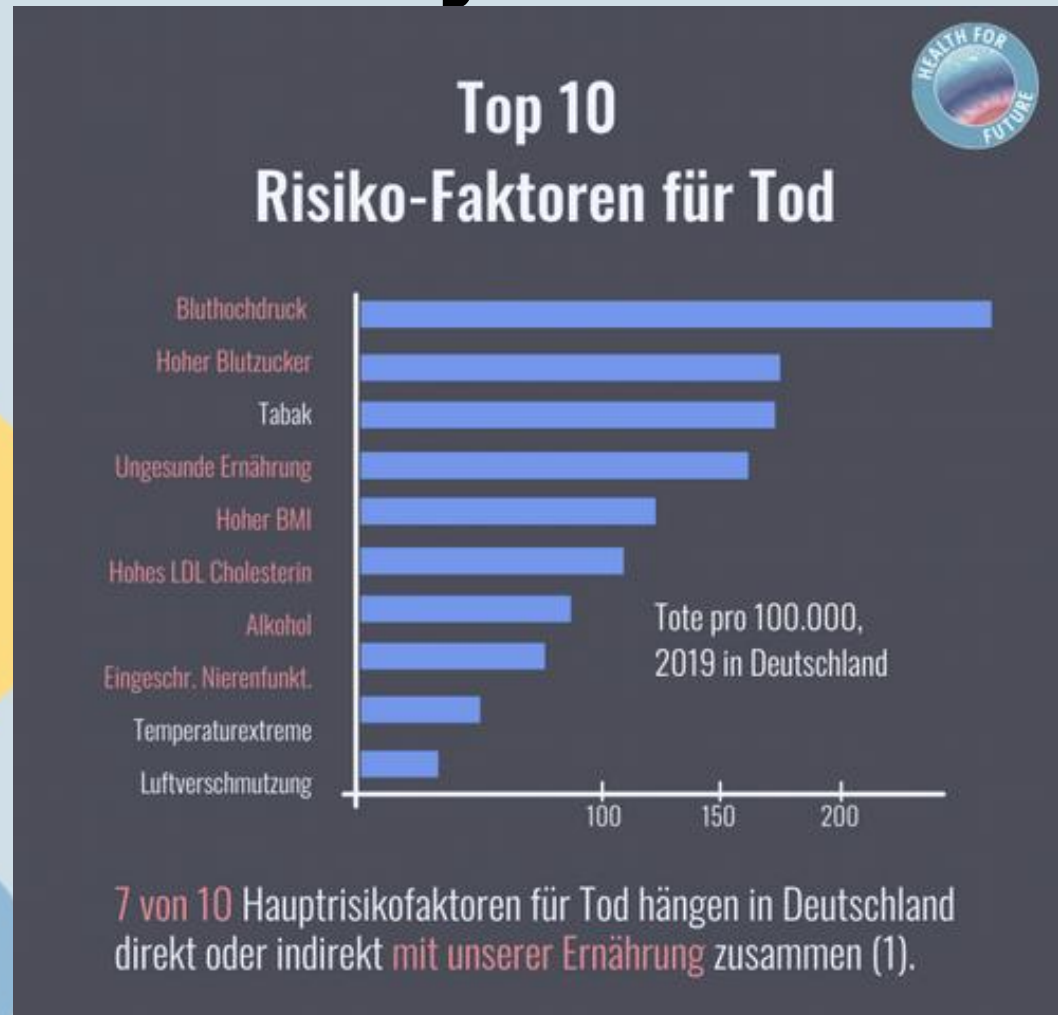 HEALTH FOR FUTURE
Top 10
Risiko-Faktoren für Tod
Bluthochdruck
Hoher Blutzucker
Tabak
Ungesunde Ernährung
Hoher BMI
Hohes LDL Cholesterin
Alkohol
Eingeschr. Nierenfunkt.
Temperaturextreme
Luftverschmutzung
Tote pro 100.000,
2019 in Deutschland
100 150 200
7 von 10 Hauptrisikofaktoren für Tod hängen in Deutschland
direkt oder indirekt mit unserer Ernährung zusammen (1).